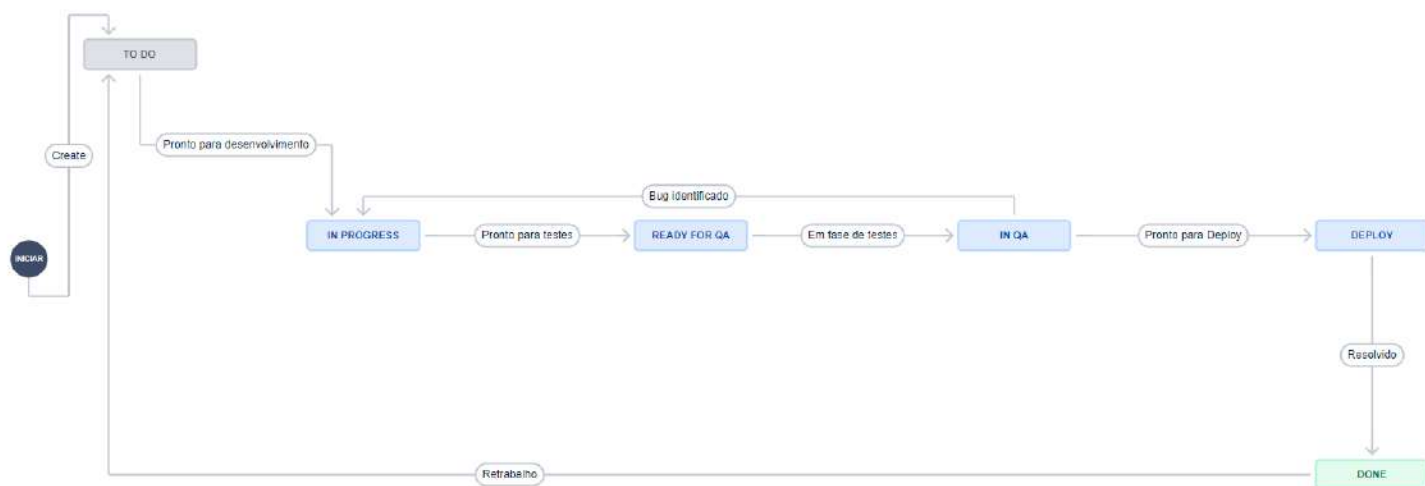 TO DO
Create
Pronto para desenvolvimento
Bug identificado
IN PROGRESS
Pronto para testes
READY FOR QA
Em fase de testes
IN QA
Pronto para Deploy
DEPLOY
INICIAR
Resolvido
Retrabalho
DONE